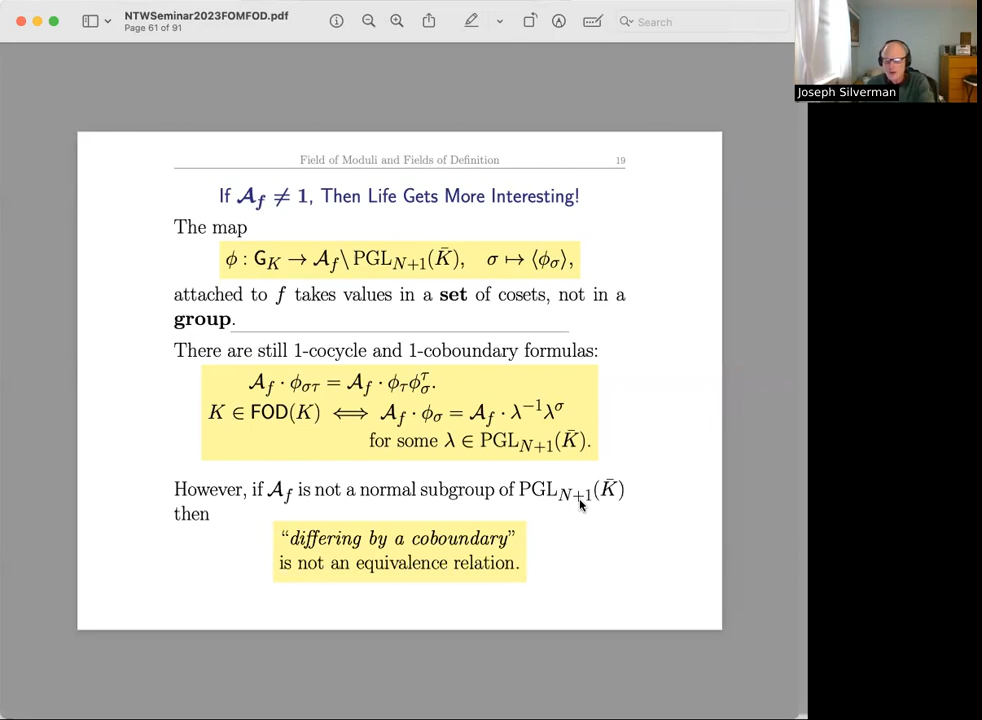 NTWSeminar2023FOMFOD.pdf
Page 61 of 91
Search
Joseph Silverman
Field of Moduli and Fields of Definition 19
If 𝓐_f ≠ 1, Then Life Gets More Interesting!
The map
ϕ : G_K → 𝓐_f\PGL_{N+1}(K̄), σ ↦ ⟨ϕ_σ⟩,
attached to f takes values in a set of cosets, not in a
group.
There are still 1-cocycle and 1-coboundary formulas:
𝓐_f · ϕ_{στ} = 𝓐_f · ϕ_τ ϕ_σ^τ.
K ∈ FOD(K) ⟺ 𝓐_f · ϕ_σ = 𝓐_f · λ^{−1}λ^σ
for some λ ∈ PGL_{N+1}(K̄).
However, if 𝓐_f is not a normal subgroup of PGL_{N+1}(K̄)
then
“differing by a coboundary”
is not an equivalence relation.